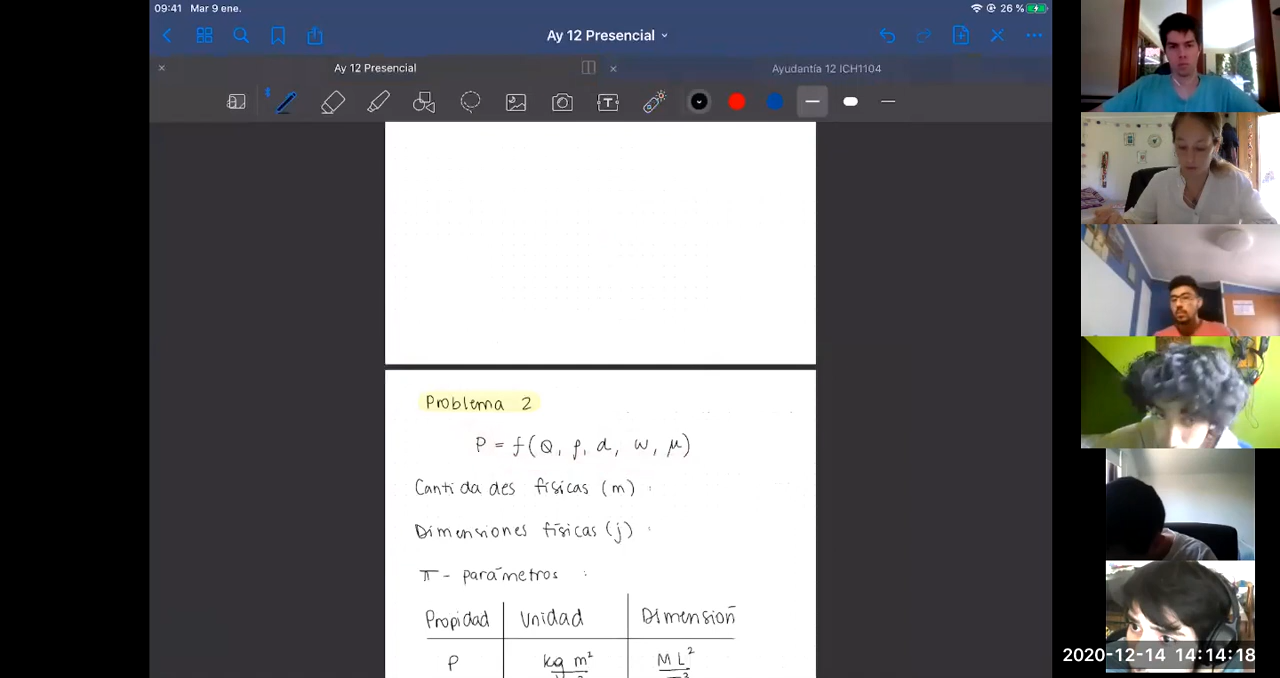 09:41 Mar 9 ene. 26 %
Ay 12 Presencial
Ay 12 Presencial Ayudantía 12 ICH1104
Problema 2
P = f(Q, ρ, d, ω, μ)
Cantidades físicas (m) :
Dimensiones físicas (j) :
π - parámetros :
Propidad Unidad Dimensión
P kg m² M L²
2020-12-14 14:14:18